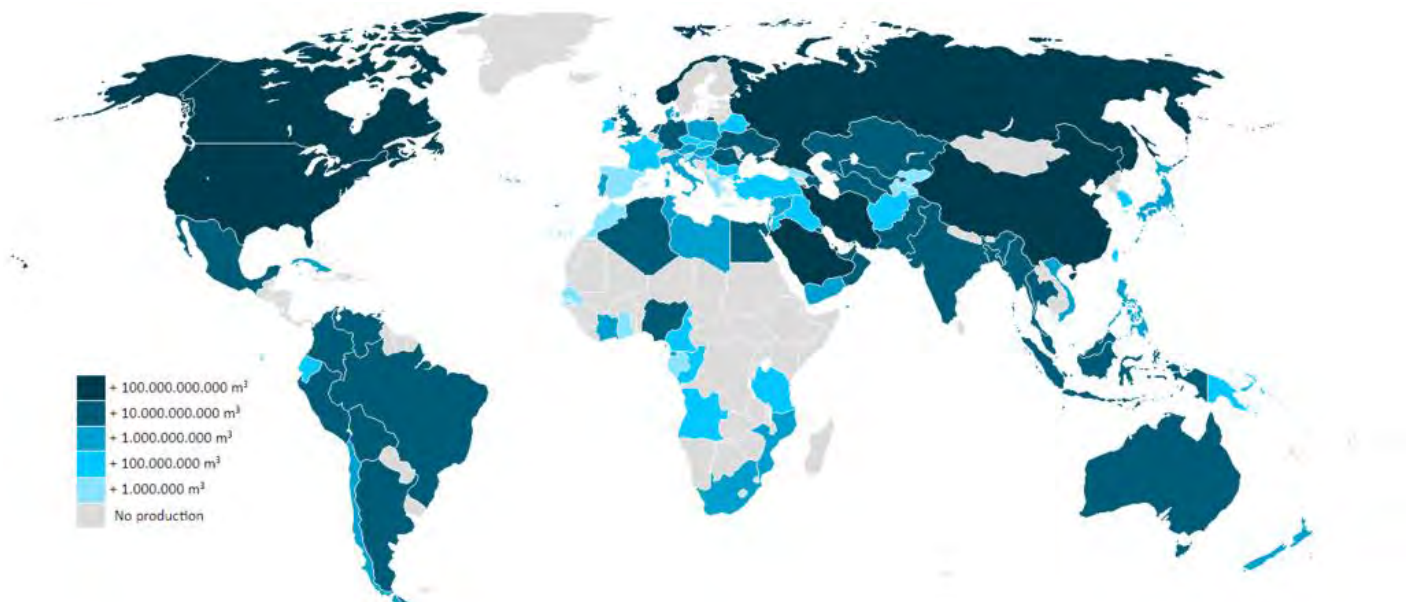 + 100.000.000.000 m³
+ 10.000.000.000 m³
+ 1.000.000.000 m³
+ 100.000.000 m³
+ 1.000.000 m³
No production